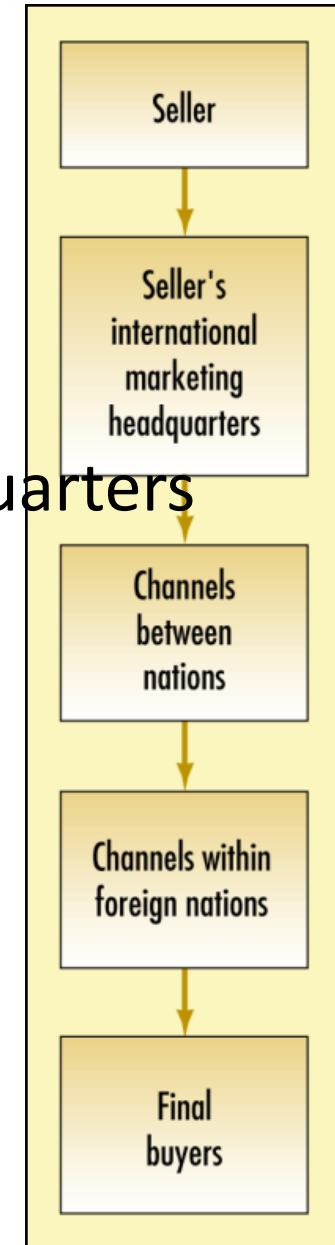 Seller
Seller's
international
marketing
headquarters
uarters
Channels
between
nations
Channels within
foreign nations
Final
buyers